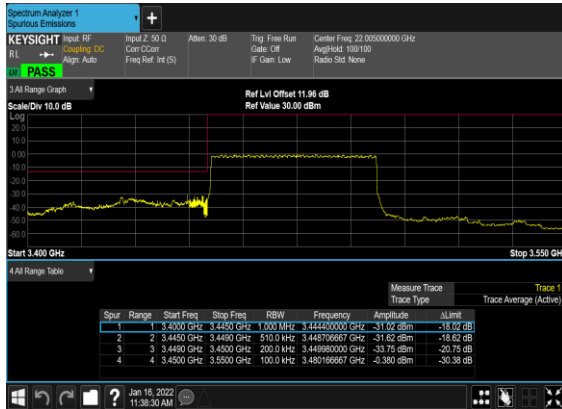 Spectrum Analyzer 1
Spurious Emissions
KEYSIGHT Input: RF Input Z: 50 Ω Atten: 30 dB Trig: Free Run Center Freq: 22.005000000 GHz
RL Coupling: DC Corr CCorr Gate: Off Avg|Hold: 100/100
Align: Auto Freq Ref: Int (S) IF Gain: Low Radio Std: None
PASS
3 All Range Graph
Ref Lvl Offset 11.96 dB
Scale/Div 10.0 dB Ref Value 30.00 dBm
Log
20.0
10.0
0.00
-10.0
-20.0
-30.0
-40.0
-50.0
-60.0
Start 3.400 GHz Stop 3.550 GH
4 All Range Table
Measure Trace Trace 1
Trace Type Trace Average (Active)
Spur Range Start Freq Stop Freq RBW Frequency Amplitude ΔLimit
1 1 3.4000 GHz 3.4450 GHz 1.000 MHz 3.444400000 GHz -31.02 dBm -18.02 dB
2 2 3.4450 GHz 3.4490 GHz 510.0 kHz 3.448706667 GHz -31.62 dBm -18.62 dB
3 3 3.4490 GHz 3.4500 GHz 200.0 kHz 3.449980000 GHz -33.75 dBm -20.75 dB
4 4 3.4500 GHz 3.5500 GHz 100.0 kHz 3.480166667 GHz -0.380 dBm -30.38 dB
Jan 16, 2022
11:38:30 AM